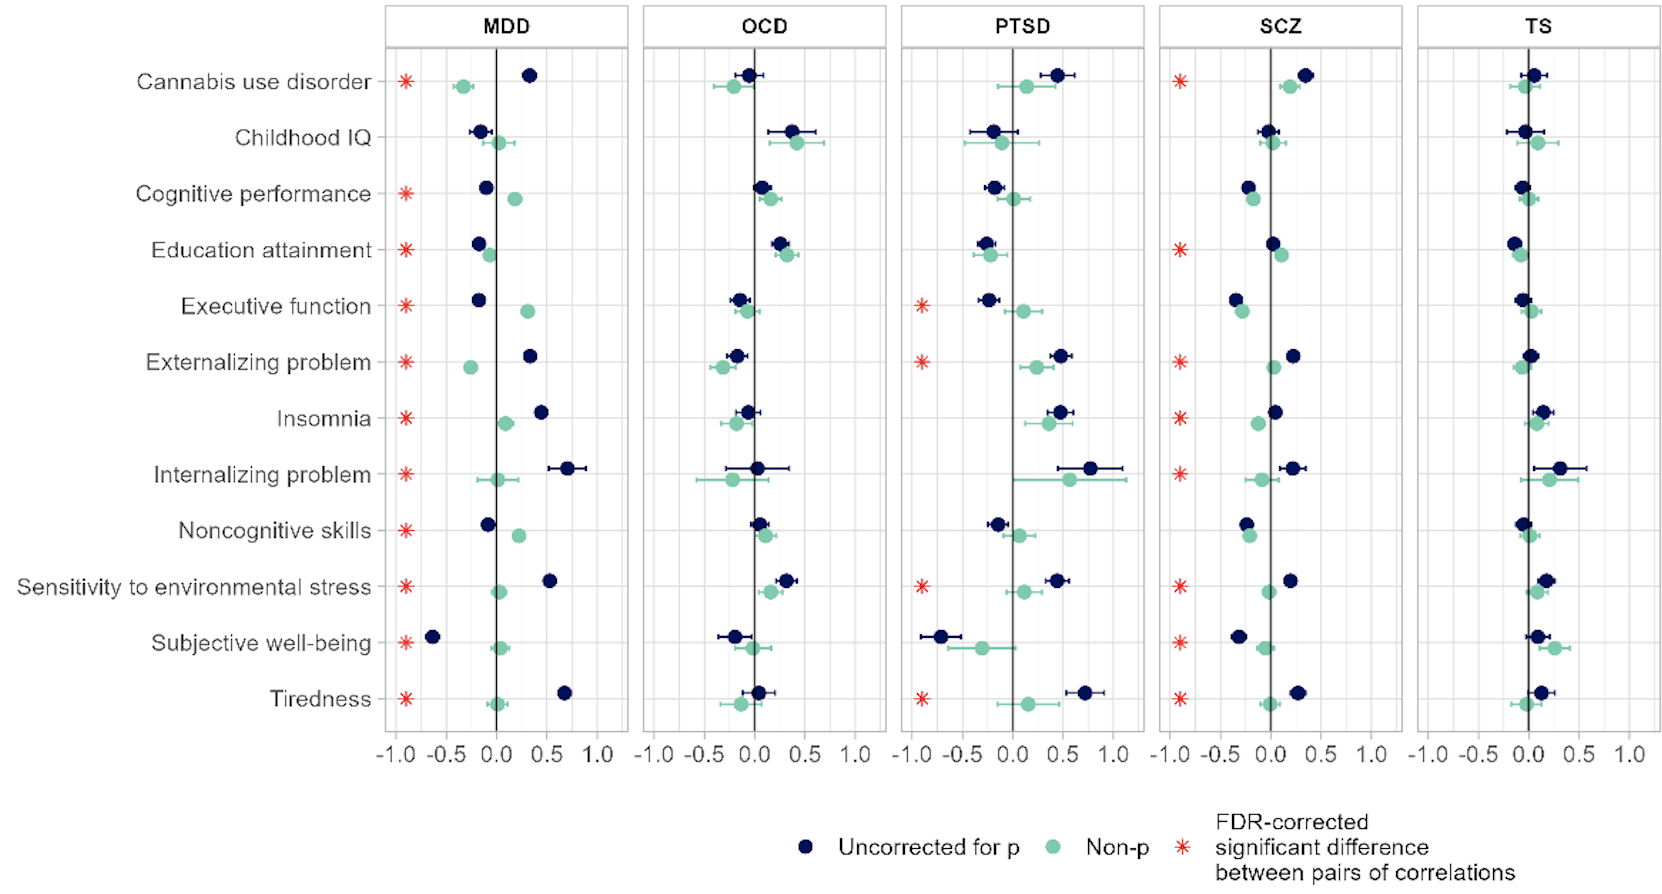 MDD OCD PTSD SCZ TS
Cannabis use disorder
Childhood IQ
Cognitive performance
Education attainment
Executive function
Externalizing problem
Insomnia
Internalizing problem
Noncognitive skills
Sensitivity to environmental stress
Subjective well-being
Tiredness
-1.0 -0.5 0.0 0.5 1.0 -1.0 -0.5 0.0 0.5 1.0 -1.0 -0.5 0.0 0.5 1.0 -1.0 -0.5 0.0 0.5 1.0 -1.0 -0.5 0.0 0.5 1.0
Uncorrected for p
Non-p
FDR-corrected
significant difference
between pairs of correlations